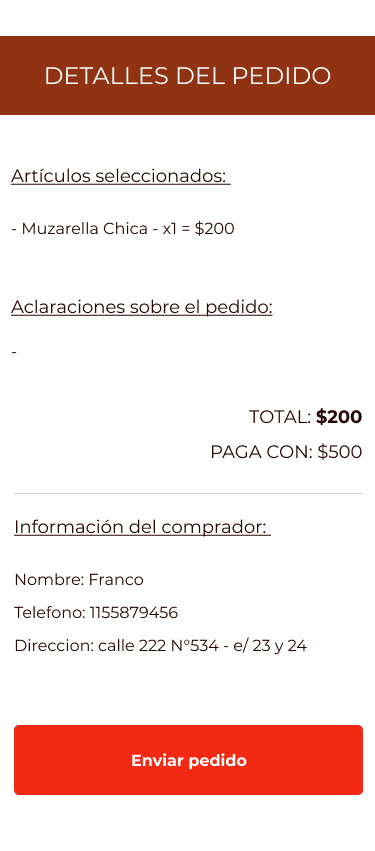 DETALLES DEL PEDIDO
Artículos seleccionados:
- Muzarella Chica - x1 = $200
Aclaraciones sobre el pedido:
-
TOTAL: $200
PAGA CON: $500
Información del comprador:
Nombre: Franco
Telefono: 1155879456
Direccion: calle 222 N°534 - e/ 23 y 24
Enviar pedido